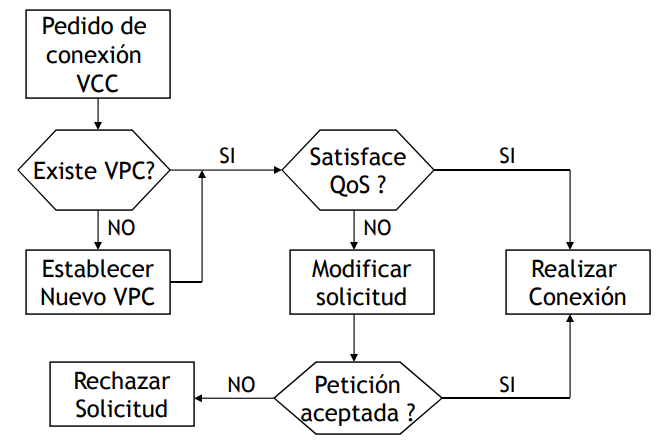 Pedido de
conexión
VCC
Existe VPC?
SI
Satisface
QoS ?
SI
NO
NO
Establecer
Nuevo VPC
Modificar
solicitud
Realizar
Conexión
Rechazar
Solicitud
NO
Petición
aceptada ?
SI